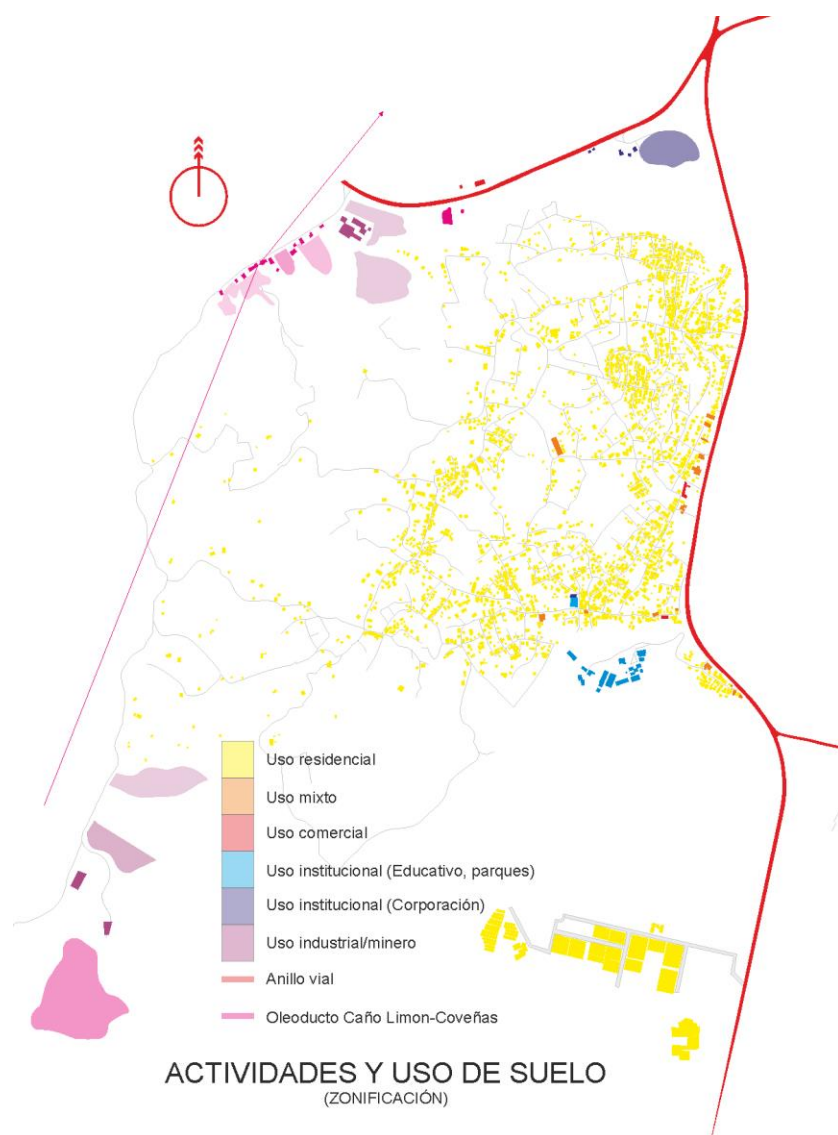 Uso residencial
Uso mixto
Uso comercial
Uso institucional (Educativo, parques)
Uso institucional (Corporación)
Uso industrial/minero
Anillo vial
Oleoducto Caño Limon-Coveñas
ACTIVIDADES Y USO DE SUELO
(ZONIFICACIÓN)